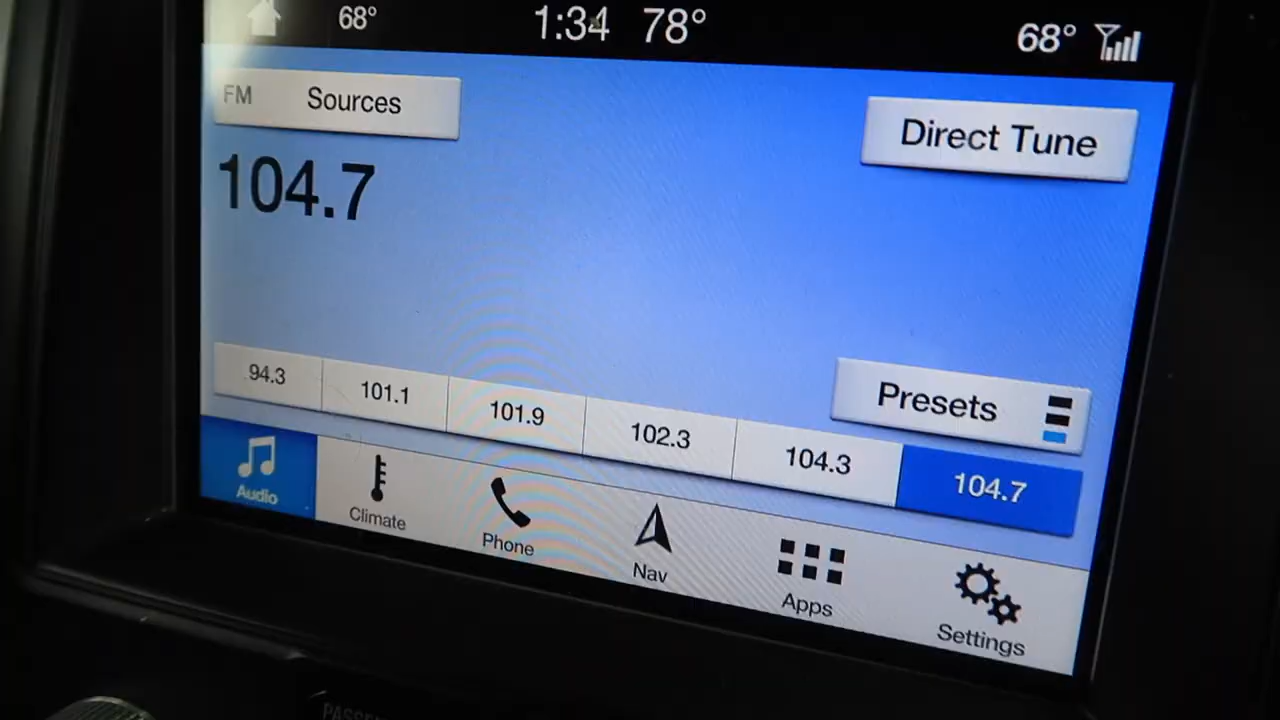 68° 1:34 78° 68°
FM Sources
Direct Tune
104.7
Presets
94.3 101.1 101.9 102.3 104.3 104.7
Audio Climate Phone Nav Apps Settings